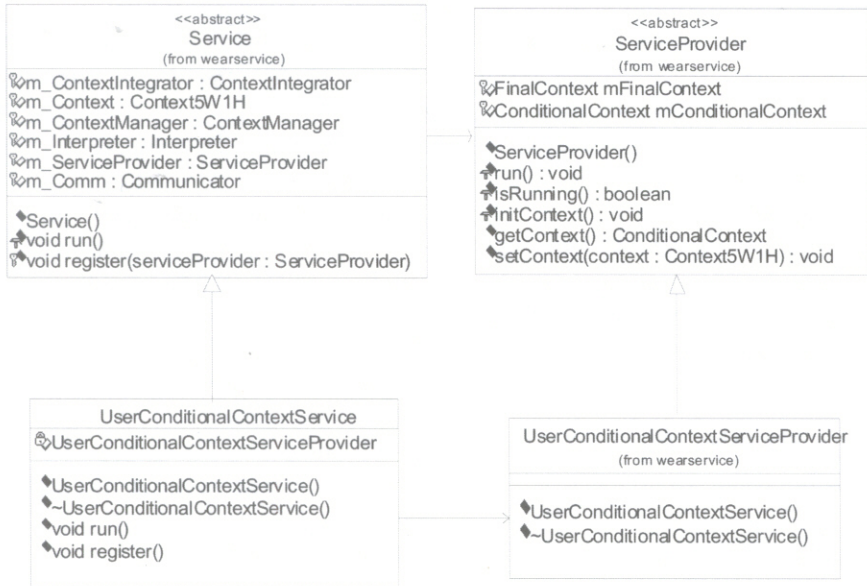 <<abstract>>
Service
(from wearservice)
m_ContextIntegrator : ContextIntegrator
m_Context : Context5W1H
m_ContextManager : ContextManager
m_Interpreter : Interpreter
m_ServiceProvider : ServiceProvider
m_Comm : Communicator
Service()
void run()
void register(serviceProvider : ServiceProvider)
<<abstract>>
ServiceProvider
(from wearservice)
FinalContext mFinalContext
ConditionalContext mConditionalContext
ServiceProvider()
run() : void
isRunning() : boolean
initContext() : void
getContext() : ConditionalContext
setContext(context : Context5W1H) : void
UserConditionalContextService
UserConditionalContextServiceProvider
UserConditionalContextService()
~UserConditionalContextService()
void run()
void register()
UserConditionalContextServiceProvider
(from wearservice)
UserConditionalContextService()
~UserConditionalContextService()